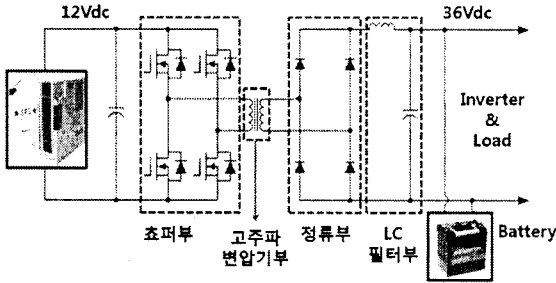 12Vdc
36Vdc
Inverter
&
Load
Battery
쵸퍼부
고주파
변압기부
정류부
LC
필터부